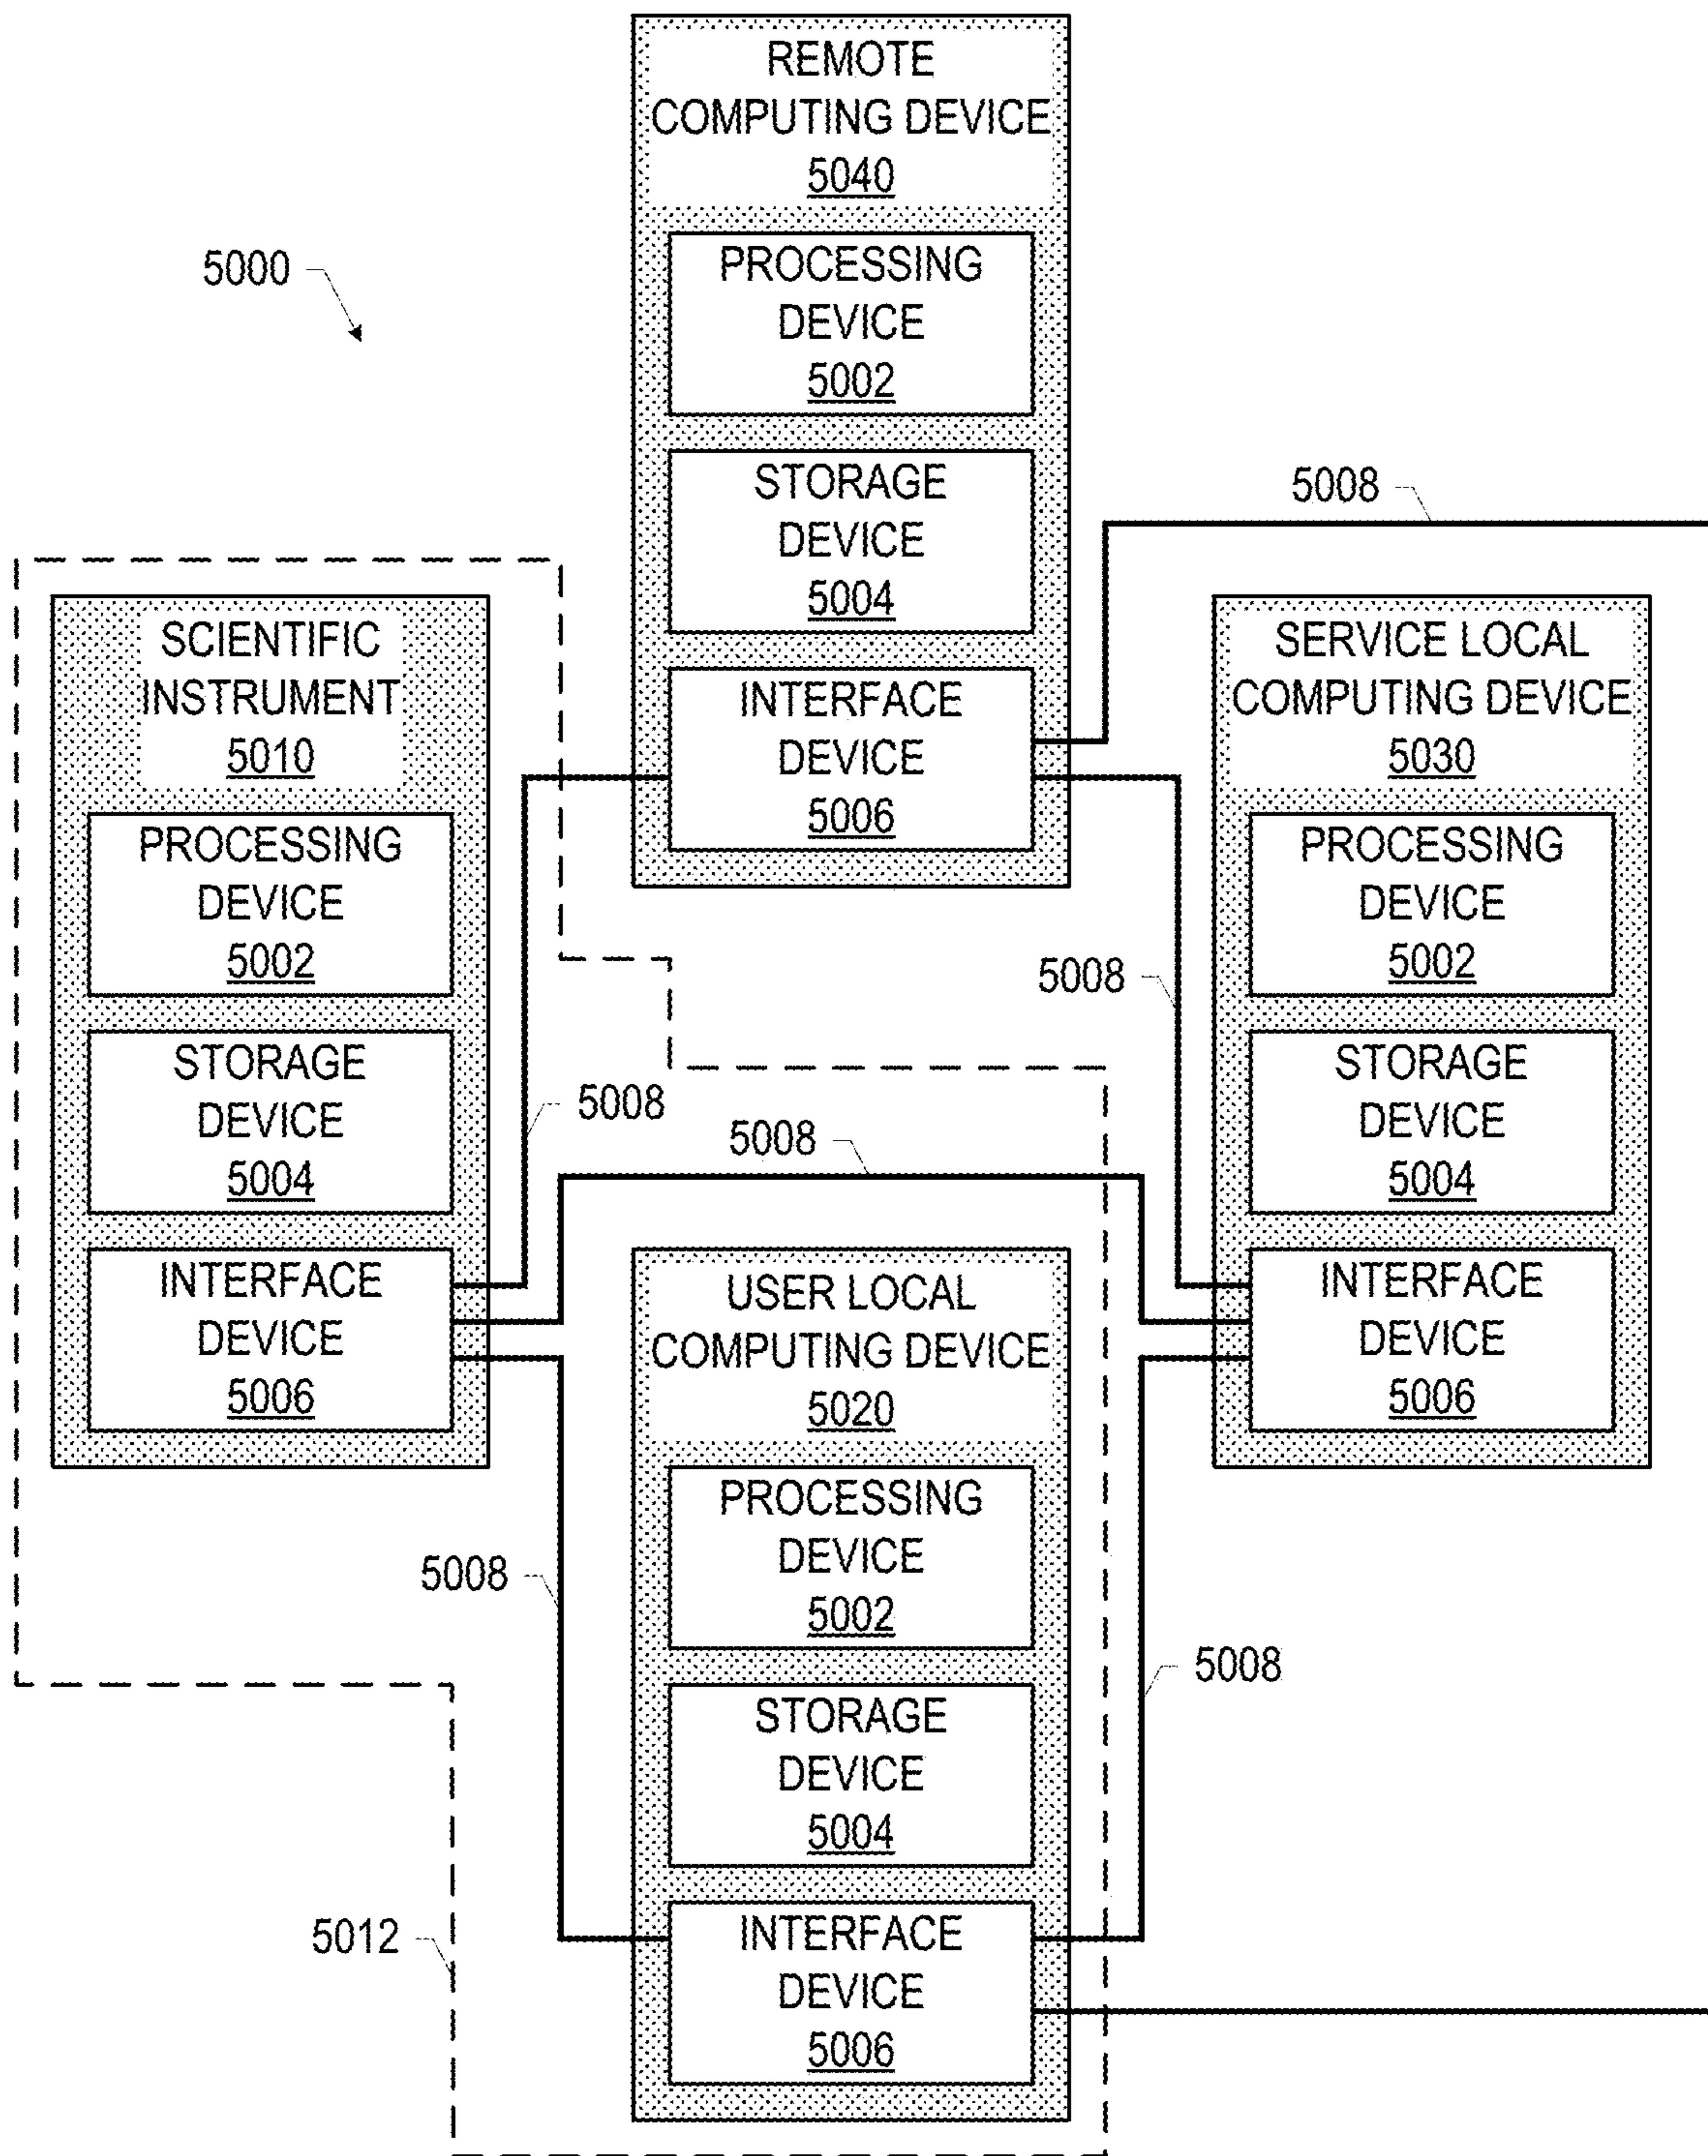 REMOTE
COMPUTING DEVICE
5040
PROCESSING
DEVICE
5002
STORAGE
DEVICE
5004
INTERFACE
DEVICE
5006
5000
5008
SCIENTIFIC
INSTRUMENT
5010
PROCESSING
DEVICE
5002
STORAGE
DEVICE
5004
INTERFACE
DEVICE
5006
SERVICE LOCAL
COMPUTING DEVICE
5030
PROCESSING
DEVICE
5002
STORAGE
DEVICE
5004
INTERFACE
DEVICE
5006
5008
5008
5008
USER LOCAL
COMPUTING DEVICE
5020
PROCESSING
DEVICE
5002
STORAGE
DEVICE
5004
INTERFACE
DEVICE
5006
5008
5008
5012